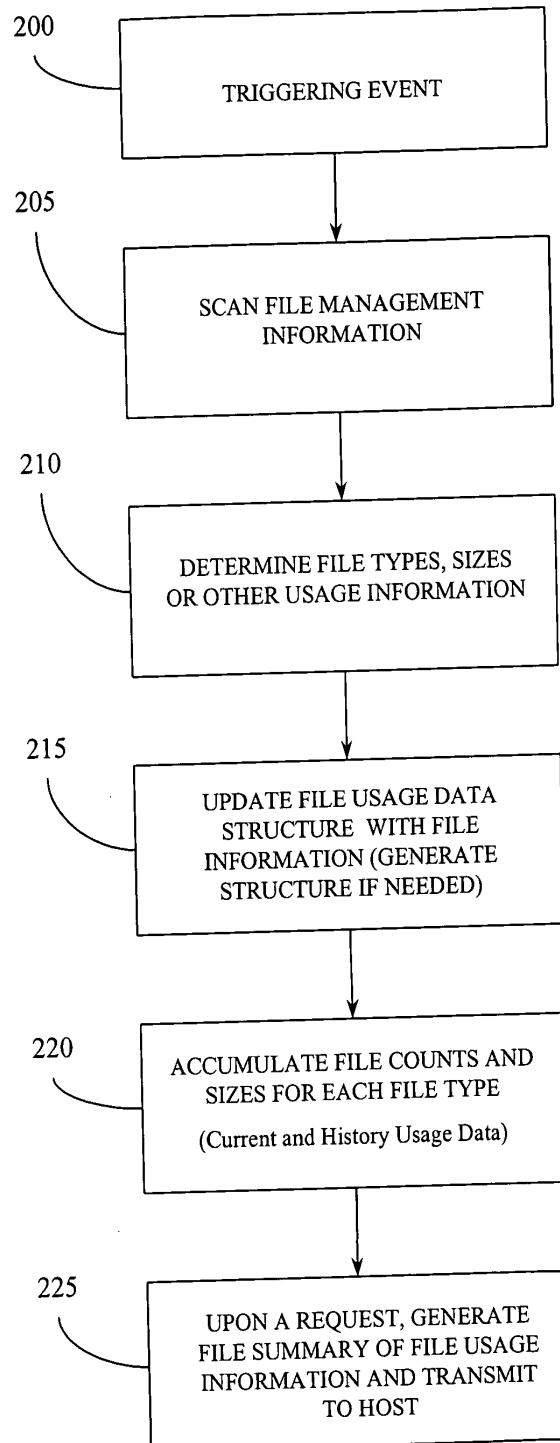 200
TRIGGERING EVENT
205
SCAN FILE MANAGEMENT
INFORMATION
210
DETERMINE FILE TYPES, SIZES
OR OTHER USAGE INFORMATION
215
UPDATE FILE USAGE DATA
STRUCTURE WITH FILE
INFORMATION (GENERATE
STRUCTURE IF NEEDED)
220
ACCUMULATE FILE COUNTS AND
SIZES FOR EACH FILE TYPE
(Current and History Usage Data)
225
UPON A REQUEST, GENERATE
FILE SUMMARY OF FILE USAGE
INFORMATION AND TRANSMIT
TO HOST